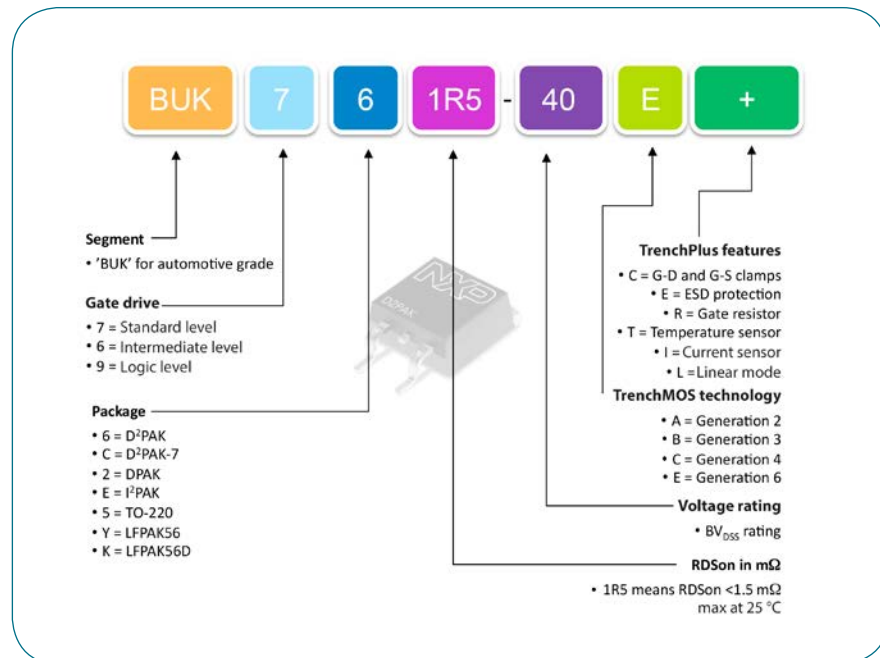 BUK 7 6 1R5 - 40 E +
Segment
• 'BUK' for automotive grade
Gate drive
• 7 = Standard level
• 6 = Intermediate level
• 9 = Logic level
Package
• 6 = D²PAK
• C = D²PAK-7
• 2 = DPAK
• E = I²PAK
• 5 = TO-220
• Y = LFPAK56
• K = LFPAK56D
NXP
D2PAK
TrenchPlus features
• C = G-D and G-S clamps
• E = ESD protection
• R = Gate resistor
• T = Temperature sensor
• I = Current sensor
• L = Linear mode
TrenchMOS technology
• A = Generation 2
• B = Generation 3
• C = Generation 4
• E = Generation 6
Voltage rating
• BV_DSS rating
RDSon in mΩ
• 1R5 means RDSon <1.5 mΩ
max at 25 °C